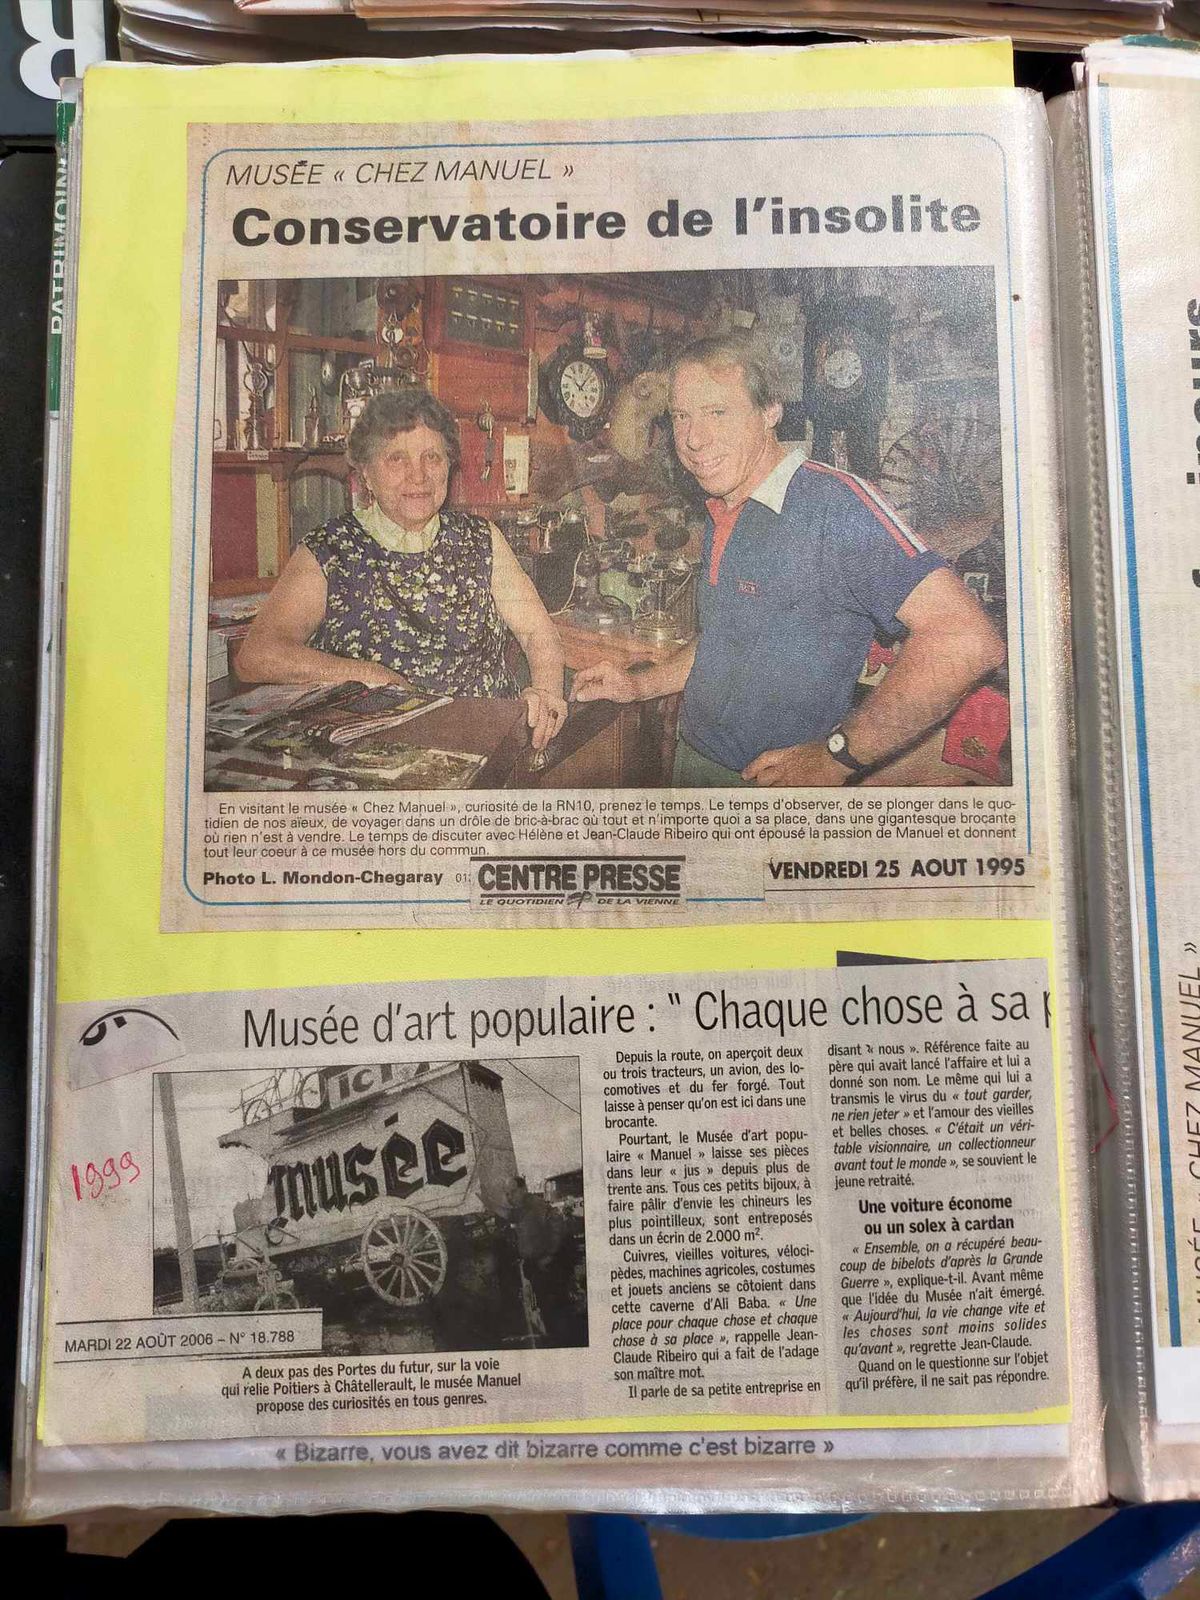 PATRIMOINE
MUSÉE « CHEZ MANUEL »
Conservatoire de l'insolite
En visitant le musée « Chez Manuel », curiosité de la RN10, prenez le temps. Le temps d'observer, de se plonger dans le quo-
tidien de nos aïeux, de voyager dans un drôle de bric-à-brac où tout et n'importe quoi a sa place, dans une gigantesque brocante
où rien n'est à vendre. Le temps de discuter avec Hélène et Jean-Claude Ribeiro qui ont épousé la passion de Manuel et donnent
tout leur coeur à ce musée hors du commun.
Photo L. Mondon-Chegaray 01
CENTRE PRESSE
LE QUOTIDIEN DE LA VIENNE
VENDREDI 25 AOUT 1995
Musée d'art populaire : " Chaque chose à sa p
musée
1999
MARDI 22 AOÛT 2006 – N° 18.788
A deux pas des Portes du futur, sur la voie
qui relie Poitiers à Châtellerault, le musée Manuel
propose des curiosités en tous genres.
Depuis la route, on aperçoit deux
ou trois tracteurs, un avion, des lo-
comotives et du fer forgé. Tout
laisse à penser qu'on est ici dans une
brocante.
Pourtant, le Musée d'art popu-
laire « Manuel » laisse ses pièces
dans leur « jus » depuis plus de
trente ans. Tous ces petits bijoux, à
faire pâlir d'envie les chineurs les
plus pointilleux, sont entreposés
dans un écrin de 2.000 m².
Cuivres, vieilles voitures, véloci-
pèdes, machines agricoles, costumes
et jouets anciens se côtoient dans
cette caverne d'Ali Baba. « Une
place pour chaque chose et chaque
chose à sa place », rappelle Jean-
Claude Ribeiro qui a fait de l'adage
son maître mot.
Il parle de sa petite entreprise en
disant « nous ». Référence faite au
père qui avait lancé l'affaire et lui a
donné son nom. Le même qui lui a
transmis le virus du « tout garder,
ne rien jeter » et l'amour des vieilles
et belles choses. « C'était un véri-
table visionnaire, un collectionneur
avant tout le monde », se souvient le
jeune retraité.
Une voiture économe
ou un solex à cardan
« Ensemble, on a récupéré beau-
coup de bibelots d'après la Grande
Guerre », explique-t-il. Avant même
que l'idée du Musée n'ait émergé.
« Aujourd'hui, la vie change vite et
les choses sont moins solides
qu'avant », regrette Jean-Claude.
Quand on le questionne sur l'objet
qu'il préfère, il ne sait pas répondre.
« Bizarre, vous avez dit bizarre comme c'est bizarre »
CHEZ MANUEL »